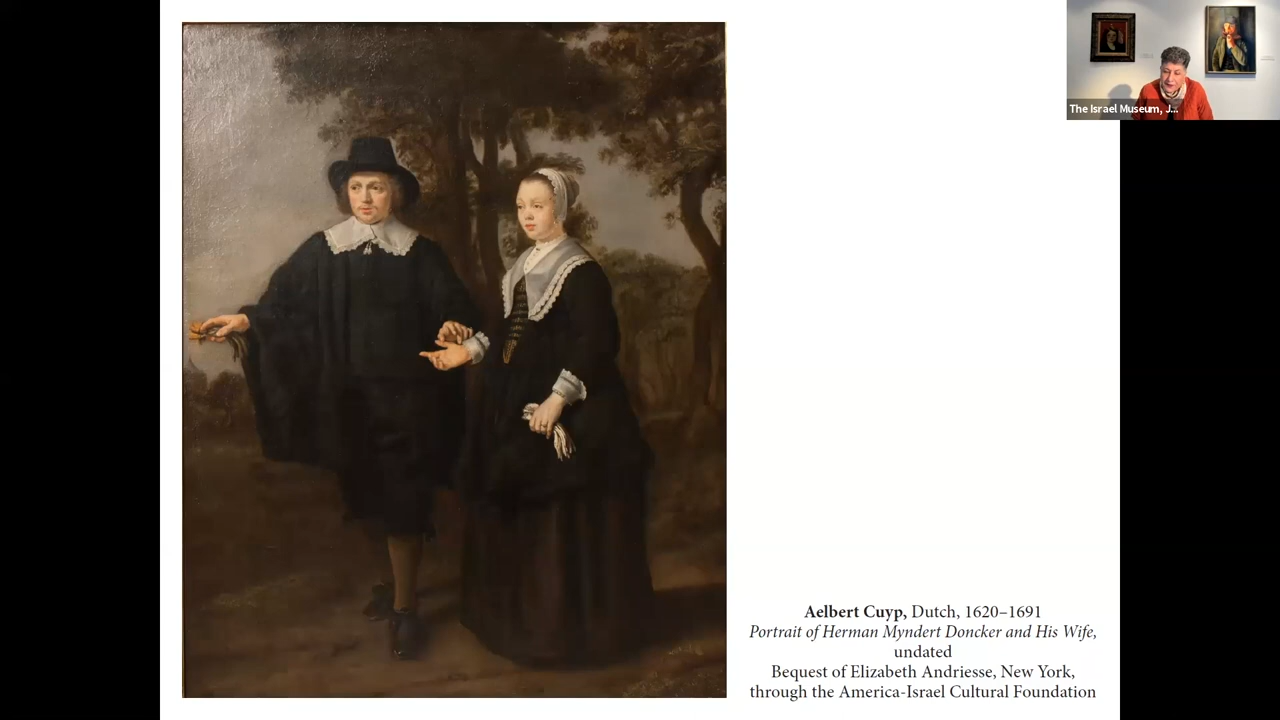 The Israel Museum, J...
Aelbert Cuyp, Dutch, 1620–1691
Portrait of Herman Myndert Doncker and His Wife,
undated
Bequest of Elizabeth Andriesse, New York,
through the America-Israel Cultural Foundation